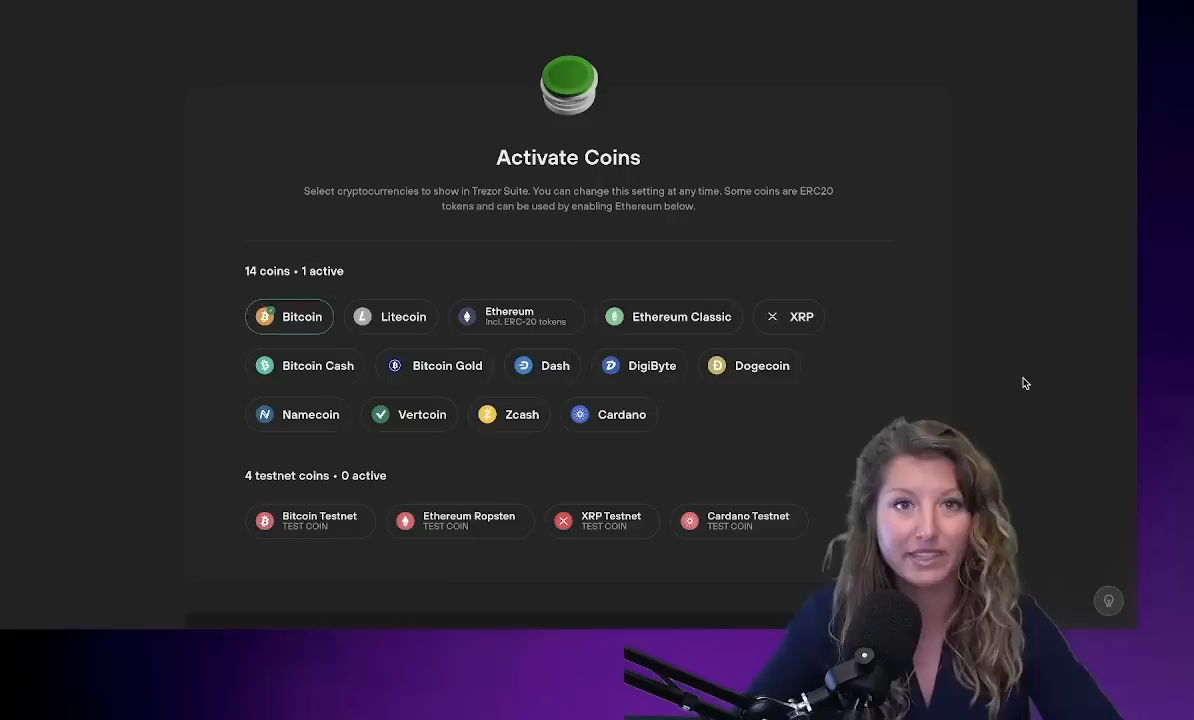 Activate Coins
Select cryptocurrencies to show in Trezor Suite. You can change this setting at any time. Some coins are ERC20
tokens and can be used by enabling Ethereum below.
14 coins • 1 active
Bitcoin
Litecoin
Ethereum
Incl. ERC-20 tokens
Ethereum Classic
XRP
Bitcoin Cash
Bitcoin Gold
Dash
DigiByte
Dogecoin
Namecoin
Vertcoin
Zcash
Cardano
4 testnet coins • 0 active
Bitcoin Testnet
TEST COIN
Ethereum Ropsten
TEST COIN
XRP Testnet
TEST COIN
Cardano Testnet
TEST COIN